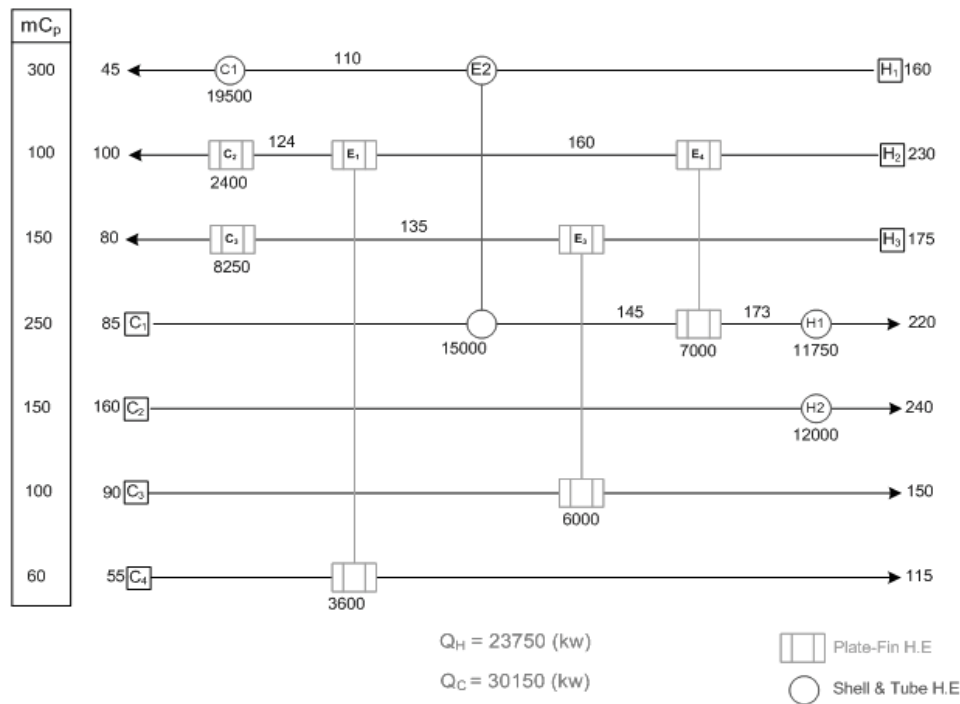 mCp
300 45 C1 110 E2 H1 160
19500
100 100 C2 124 E1 160 E4 H2 230
2400
150 80 C3 135 E3 H3 175
8250
250 85 C1 145 173 H1 220
15000 7000 11750
150 160 C2 H2 240
12000
100 90 C3 150
6000
60 55 C4 115
3600
QH = 23750 (kw)
Plate-Fin H.E
QC = 30150 (kw)
Shell & Tube H.E